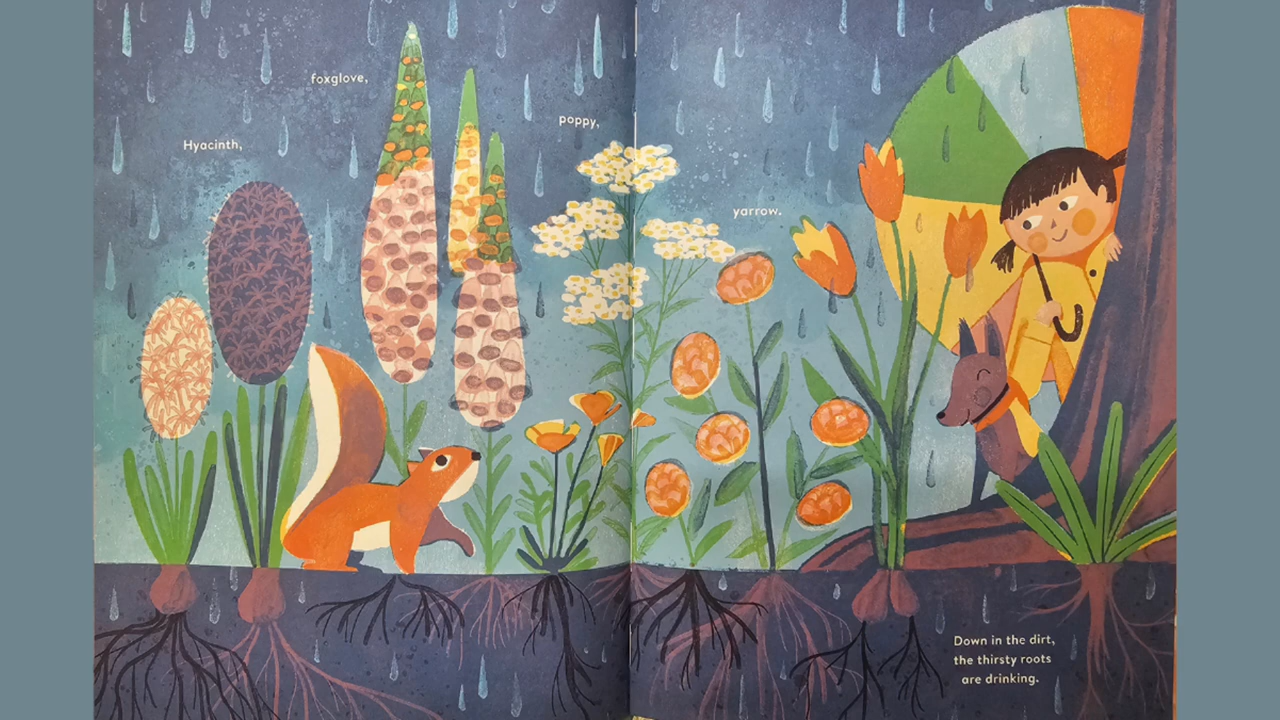 Hyacinth,
foxglove,
poppy,
yarrow.
Down in the dirt,
the thirsty roots
are drinking.